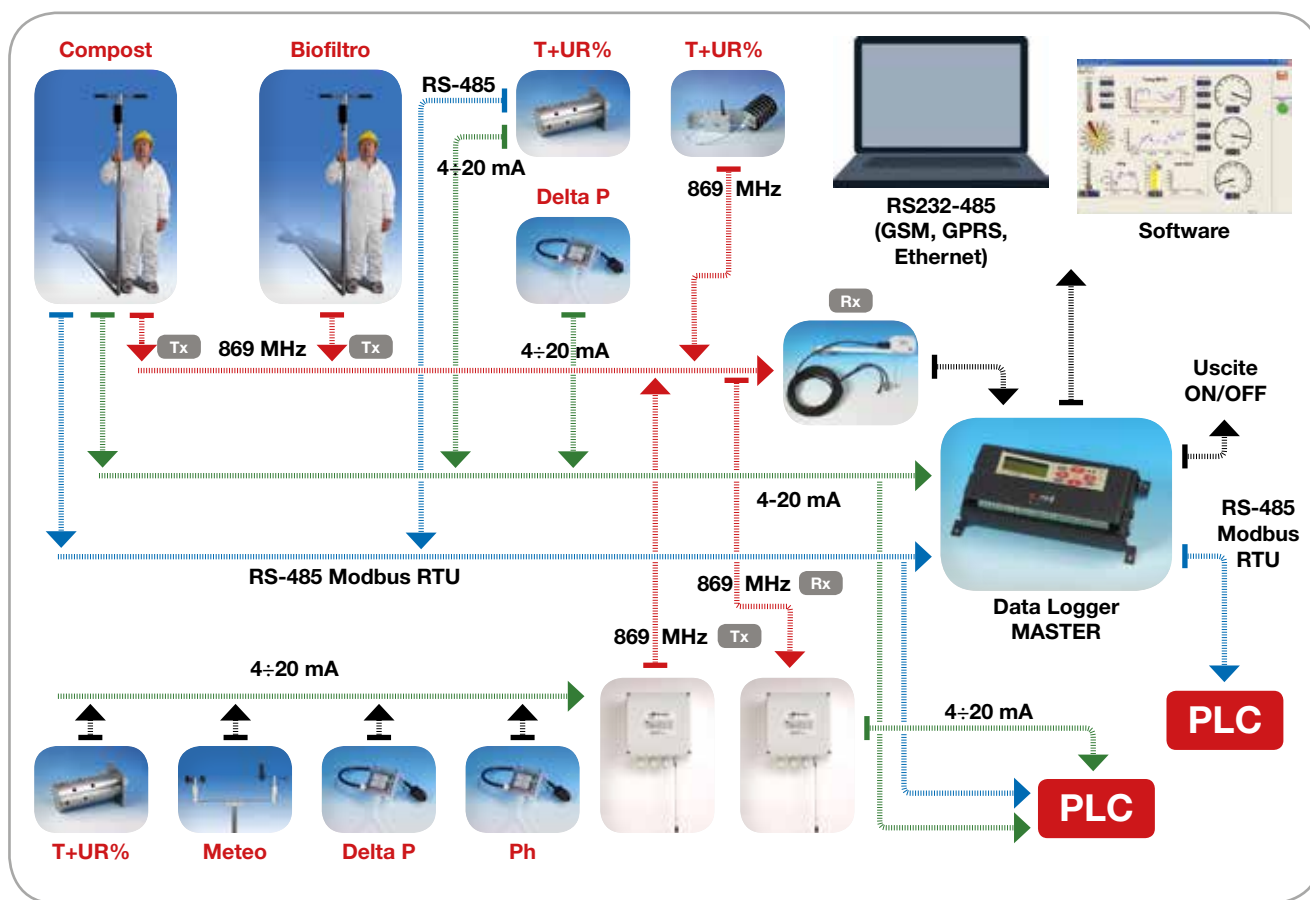 Compost
Biofiltro
T+UR%
T+UR%
RS-485
4÷20 mA
Delta P
869 MHz
RS232-485
(GSM, GPRS,
Ethernet)
Software
Rx
Tx
869 MHz
Tx
4÷20 mA
Uscite
ON/OFF
4-20 mA
RS-485
Modbus
RTU
RS-485 Modbus RTU
869 MHz
Rx
Data Logger
MASTER
869 MHz
Tx
4÷20 mA
4÷20 mA
PLC
PLC
T+UR%
Meteo
Delta P
Ph